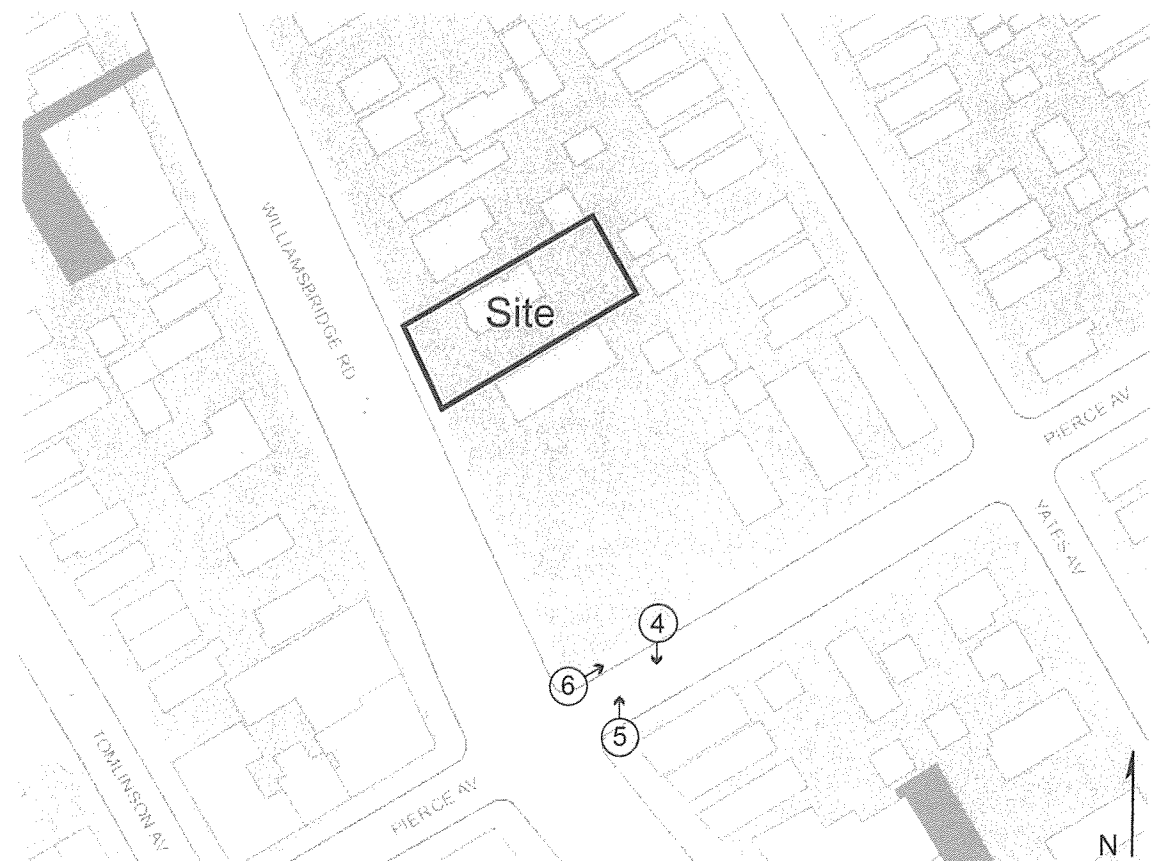 WILLIAMSBRIDGE RD
Site
PIERCE AV
YATES AV
4
6
5
TOMLINSON AV
PIERCE AV
N